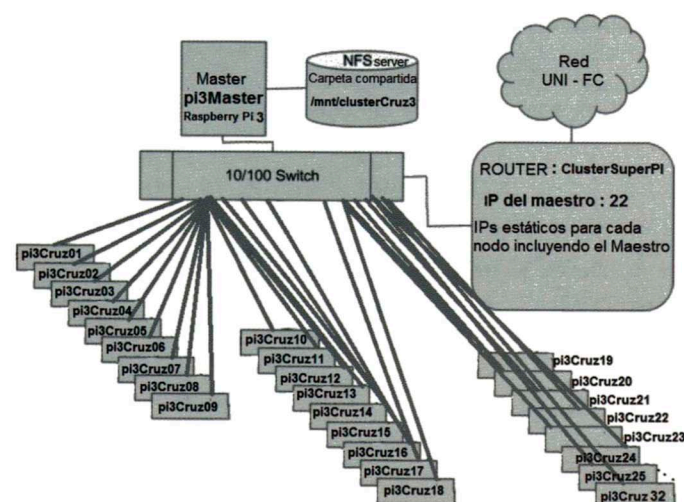 Master
pi3Master
Raspberry Pi 3
NFS server
Carpeta compartida
/mnt/clusterCruz3
Red
UNI - FC
10/100 Switch
ROUTER : ClusterSuperPI
IP del maestro : 22
IPs estáticos para cada
nodo incluyendo el Maestro
pi3Cruz01
pi3Cruz02
pi3Cruz03
pi3Cruz04
pi3Cruz05
pi3Cruz06
pi3Cruz07
pi3Cruz08
pi3Cruz09
pi3Cruz10
pi3Cruz11
pi3Cruz12
pi3Cruz13
pi3Cruz14
pi3Cruz15
pi3Cruz16
pi3Cruz17
pi3Cruz18
pi3Cruz19
pi3Cruz20
pi3Cruz21
pi3Cruz22
pi3Cruz23
pi3Cruz24
pi3Cruz25
pi3Cruz 32